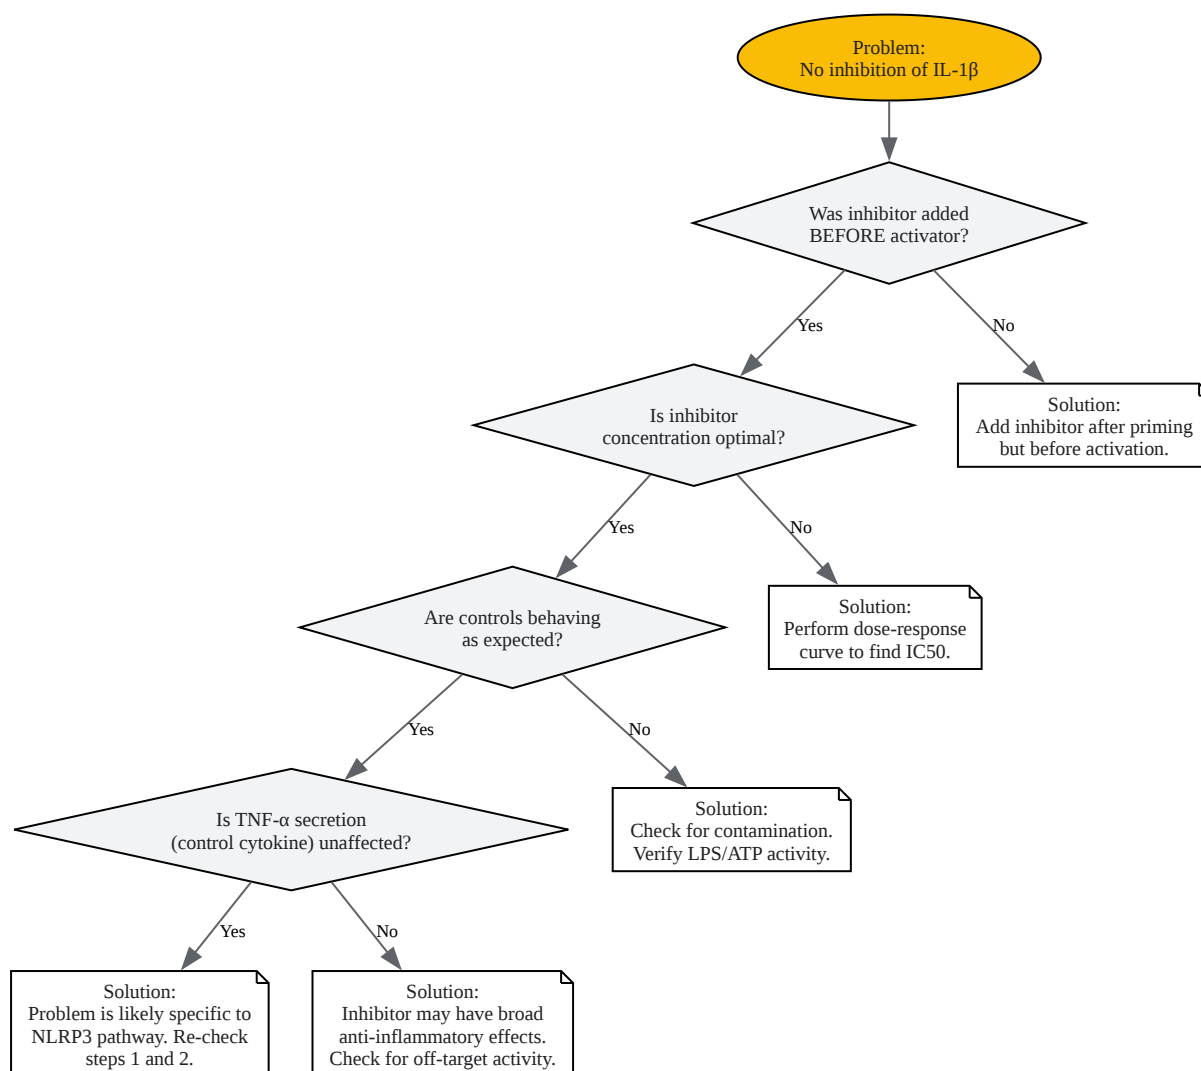 Problem:
No inhibition of IL-1β
Was inhibitor added
BEFORE activator?
Yes
No
Is inhibitor
concentration optimal?
Solution:
Add inhibitor after priming
but before activation.
Yes
No
Are controls behaving
as expected?
Solution:
Perform dose-response
curve to find IC50.
Yes
No
Is TNF-α secretion
(control cytokine) unaffected?
Solution:
Check for contamination.
Verify LPS/ATP activity.
Yes
No
Solution:
Problem is likely specific to
NLRP3 pathway. Re-check
steps 1 and 2.
Solution:
Inhibitor may have broad
anti-inflammatory effects.
Check for off-target activity.